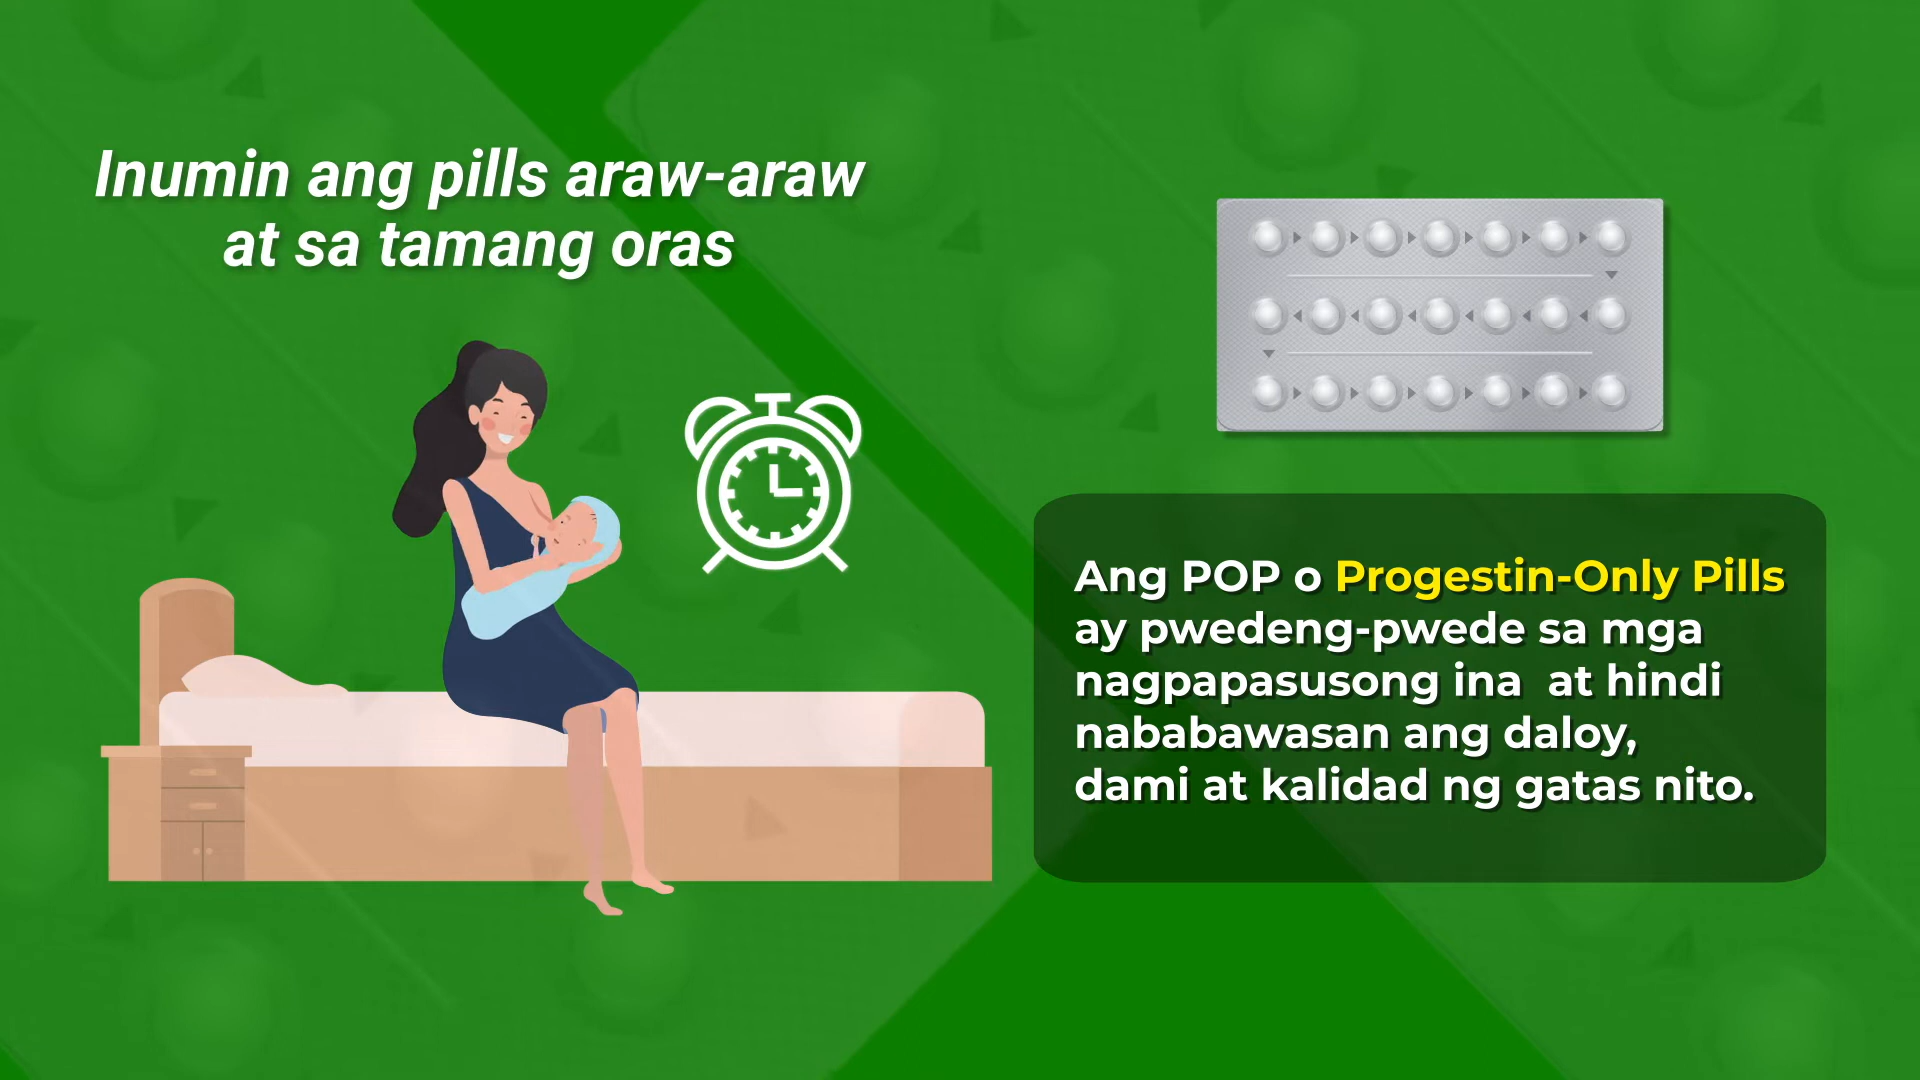 Inumin ang pills araw-araw
at sa tamang oras
Ang POP o Progestin-Only Pills
ay pwedeng-pwede sa mga
nagpapasusong ina  at hindi
nababawasan ang daloy,
dami at kalidad ng gatas nito.